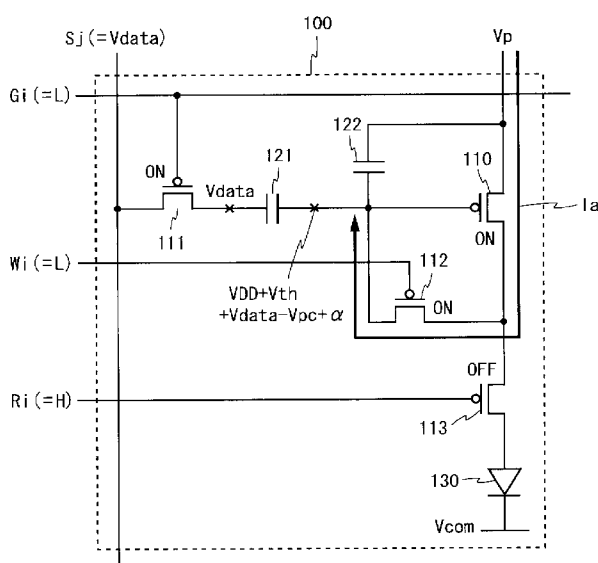 Sj(=Vdata)
100
Vp
Gi(=L)
122
121
110
ON
Vdata
Ia
111
ON
Wi(=L)
112
VDD+Vth
+Vdata-Vpc+α
ON
OFF
Ri(=H)
113
130
Vcom